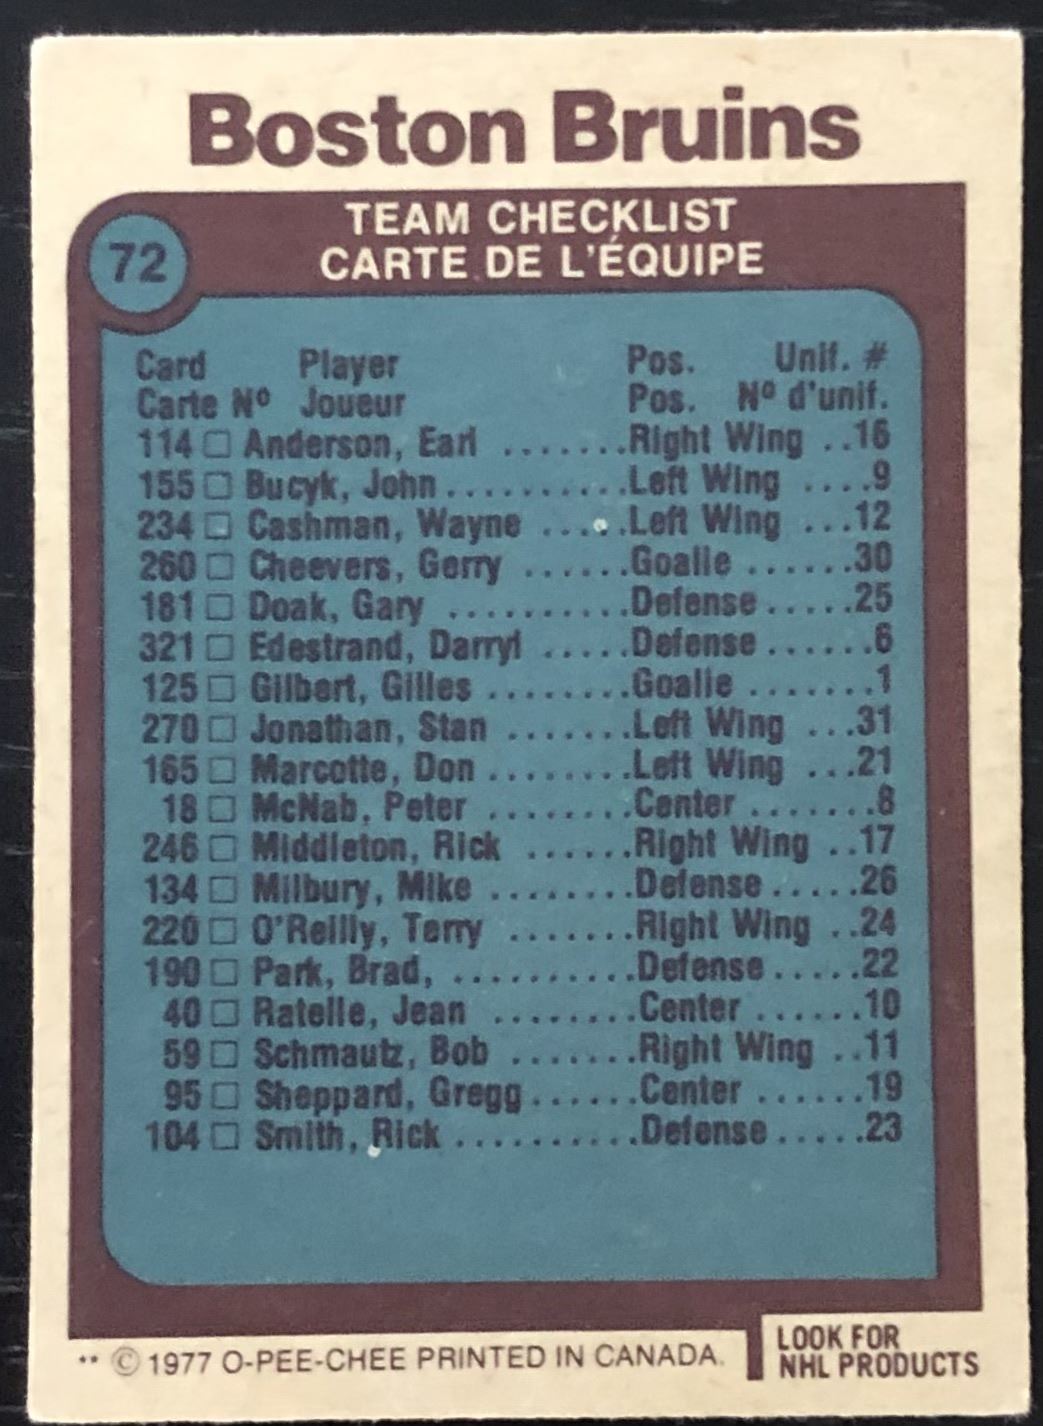 Boston Bruins
TEAM CHECKLIST
72
CARTE DE L'ÉQUIPE
Card Player Pos. Unif. #
Carte Nº Joueur Pos. Nº d'unif.
114 □ Anderson, Earl .......Right Wing ..16
155 □ Bucyk, John..........Left Wing ....9
234 □ Cashman, Wayne .....Left Wing ...12
260 □ Cheevers, Gerry ......Goalie ......30
181 □ Doak, Gary ..........Defense.....25
321 □ Edestrand, Darryl .....Defense......6
125 □ Gilbert, Gilles ........Goalie .......1
270 □ Jonathan, Stan .......Left Wing ...31
165 □ Marcotte, Don ........Left Wing ...21
18 □ McNab, Peter ........Center .......8
246 □ Middleton, Rick ......Right Wing ..17
134 □ Milbury, Mike ........Defense.....26
220 □ O'Reilly, Terry .......Right Wing ..24
190 □ Park, Brad, ..........Defense.....22
40 □ Ratelle, Jean ........Center ......10
59 □ Schmautz, Bob .......Right Wing ..11
95 □ Sheppard, Gregg......Center ......19
104 □ Smith, Rick ..........Defense.....23
** © 1977 O-PEE-CHEE PRINTED IN CANADA.
LOOK FOR
NHL PRODUCTS